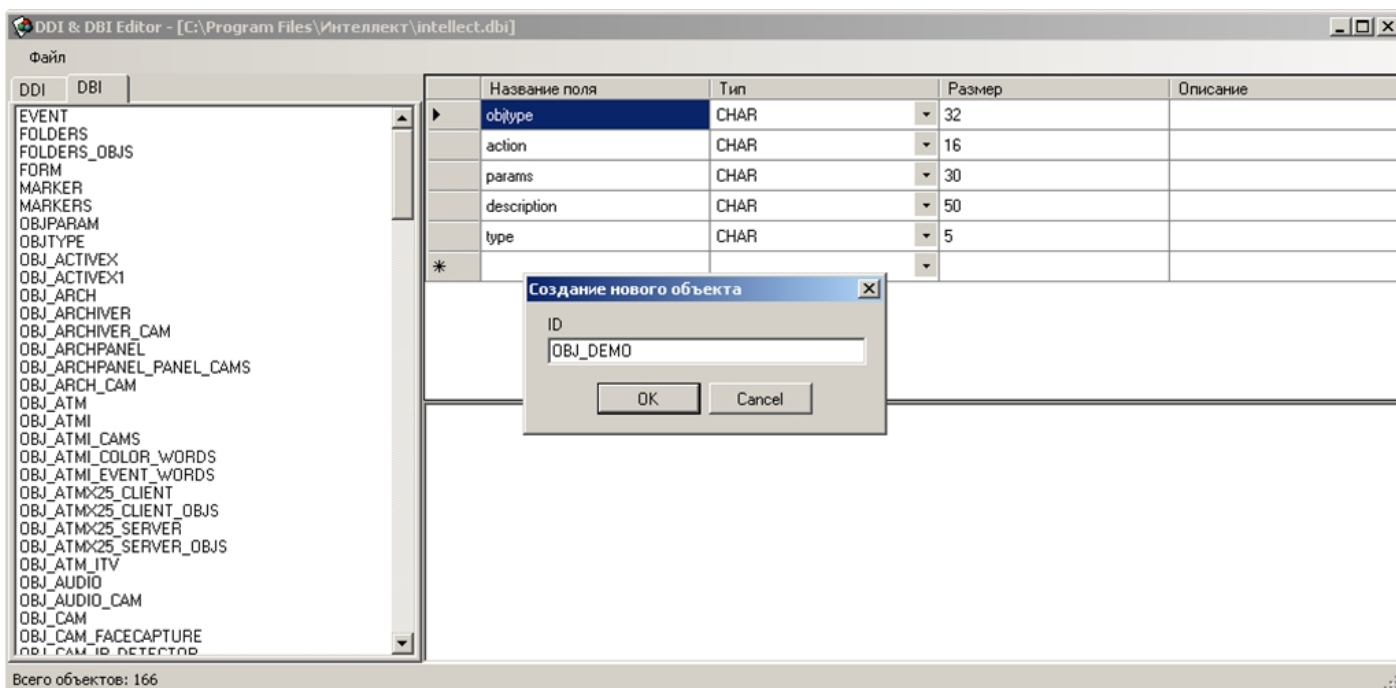 DDI & DBI Editor - [C:\Program Files\Интеллект\intellect.dbi]
Файл
DDI DBI
EVENT
FOLDERS
FOLDERS_OBJS
FORM
MARKER
MARKERS
OBJPARAM
OBJTYPE
OBJ_ACTIVEX
OBJ_ACTIVEX1
OBJ_ARCH
OBJ_ARCHIVER
OBJ_ARCHIVER_CAM
OBJ_ARCHPANEL
OBJ_ARCHPANEL_PANEL_CAMS
OBJ_ARCH_CAM
OBJ_ATM
OBJ_ATMI
OBJ_ATMI_CAMS
OBJ_ATMI_COLOR_WORDS
OBJ_ATMI_EVENT_WORDS
OBJ_ATMX25_CLIENT
OBJ_ATMX25_CLIENT_OBJS
OBJ_ATMX25_SERVER
OBJ_ATMX25_SERVER_OBJS
OBJ_ATM_ITV
OBJ_AUDIO
OBJ_AUDIO_CAM
OBJ_CAM
OBJ_CAM_FACECAPTURE
OBJ_CAM_IR_DETECTOR
Название поля Тип Размер Описание
objtype CHAR 32
action CHAR 16
params CHAR 30
description CHAR 50
type CHAR 5
Создание нового объекта
ID
OBJ_DEMO
OK Cancel
Всего объектов: 166